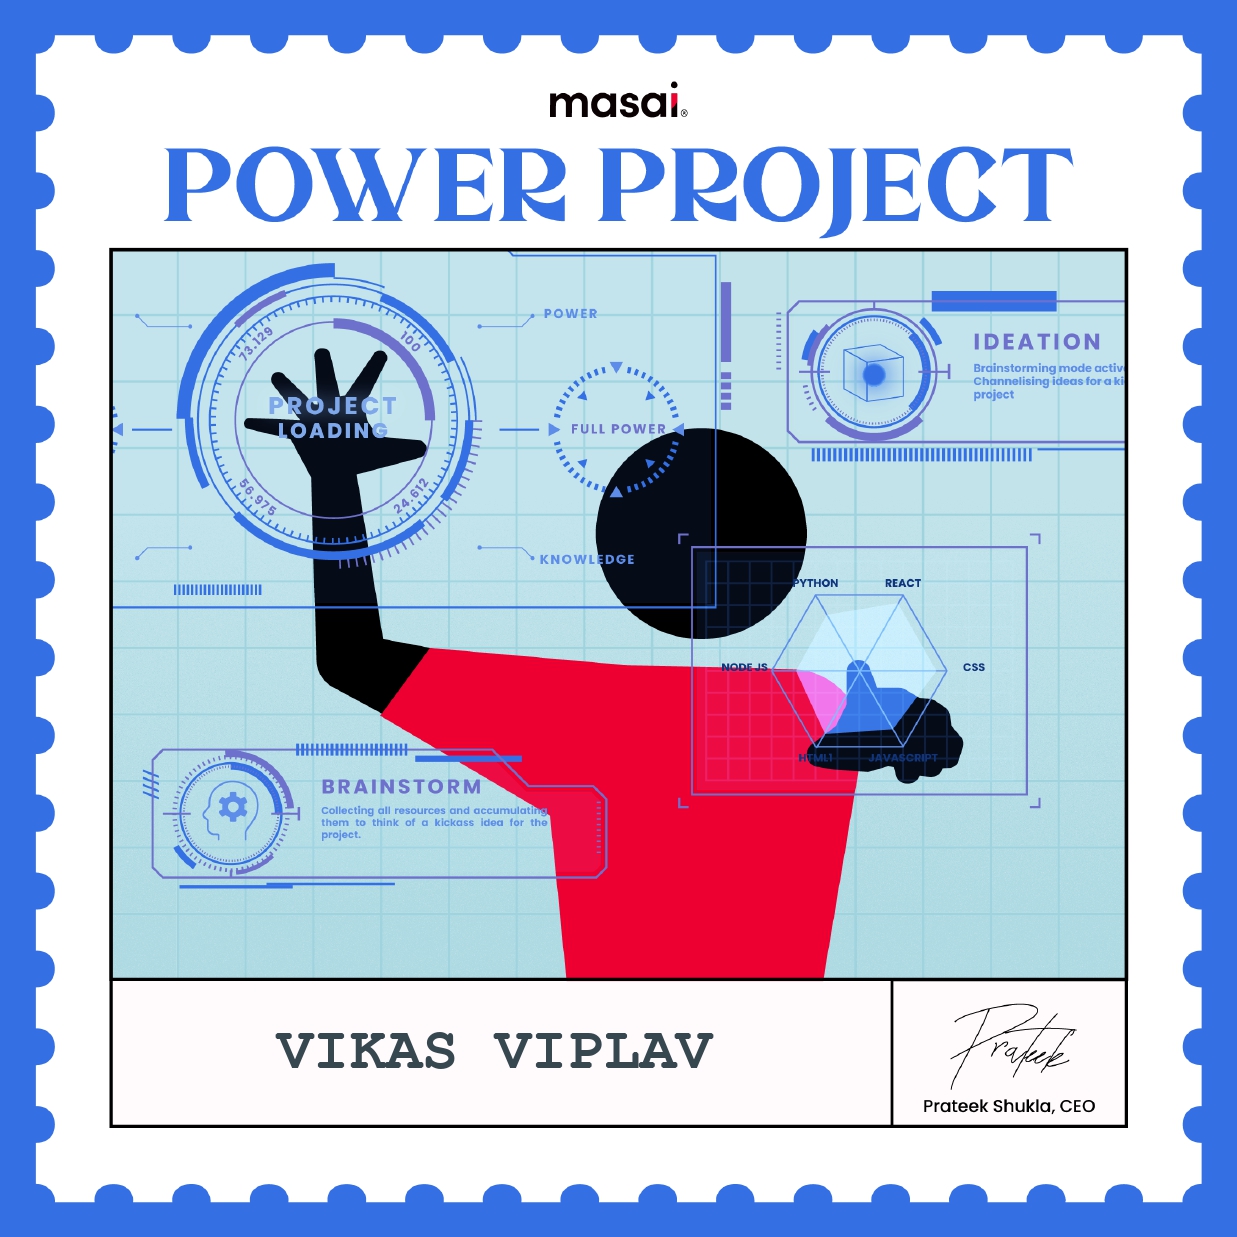 masai®
POWER PROJECT
POWER
73.129
100
PROJECT
LOADING
56.975
24.612
FULL POWER
KNOWLEDGE
IDEATION
Brainstorming mode active
Channelising ideas for a ki
project
PYTHON
REACT
NODE JS
CSS
HTML1
JAVASCRIPT
BRAINSTORM
Collecting all resources and accumulating
them to think of a kickass idea for the
project.
VIKAS VIPLAV
Prateek
Prateek Shukla, CEO